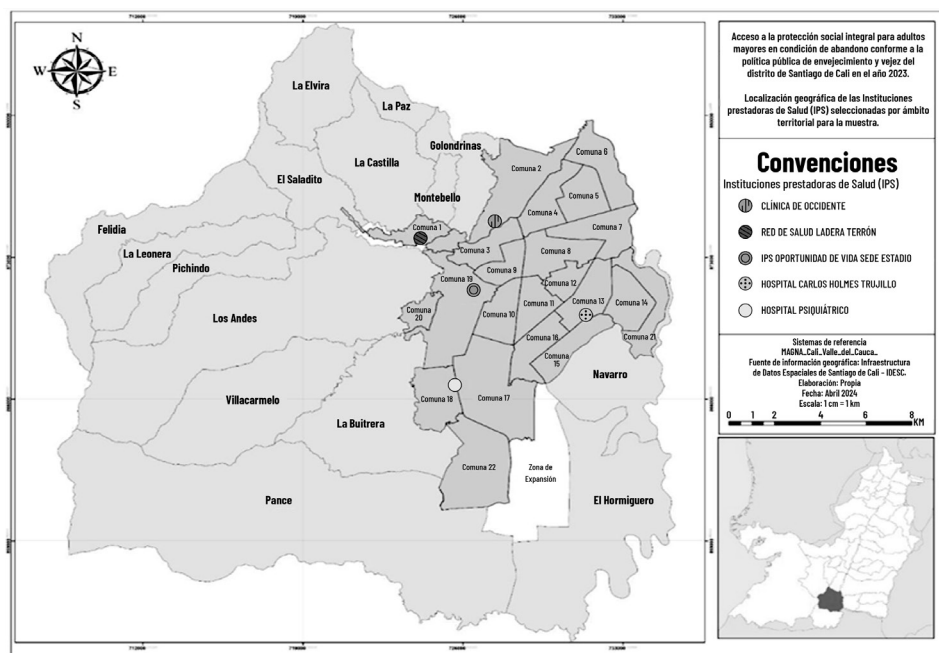 N
W
E
S
La Elvira
La Paz
Golondrinas
La Castilla
El Saladito
Montebello
Felidia
La Leonera
Pichindo
Los Andes
Villacarmelo
La Buitrera
Pance
El Hormiguero
Navarro
Zona de
Expansión
Comuna 1
Comuna 2
Comuna 3
Comuna 4
Comuna 5
Comuna 6
Comuna 7
Comuna 8
Comuna 9
Comuna 10
Comuna 11
Comuna 12
Comuna 13
Comuna 14
Comuna
15
Comuna 16
Comuna 17
Comuna 18
Comuna 19
Comuna
20
Comuna 21
Comuna 22
Acceso a la protección social integral para adultos
mayores en condición de abandono conforme a la
política pública de envejecimiento y vejez del
distrito de Santiago de Cali en el año 2023.
Localización geográfica de las Instituciones
prestadoras de Salud (IPS) seleccionadas por ámbito
territorial para la muestra.
Convenciones
Instituciones prestadoras de Salud (IPS)
CLÍNICA DE OCCIDENTE
RED DE SALUD LADERA TERRÓN
IPS OPORTUNIDAD DE VIDA SEDE ESTADIO
HOSPITAL CARLOS HOLMES TRUJILLO
HOSPITAL PSIQUIÁTRICO
Sistemas de referencia
MAGNA_Cali_Valle_del_Cauca_
Fuente de información geográfica: Infraestructura
de Datos Espaciales de Santiago de Cali - IDESC.
Elaboración: Propia
Fecha: Abril 2024
Escala: 1 cm = 1 km
0 1 2 4 6 8
KM